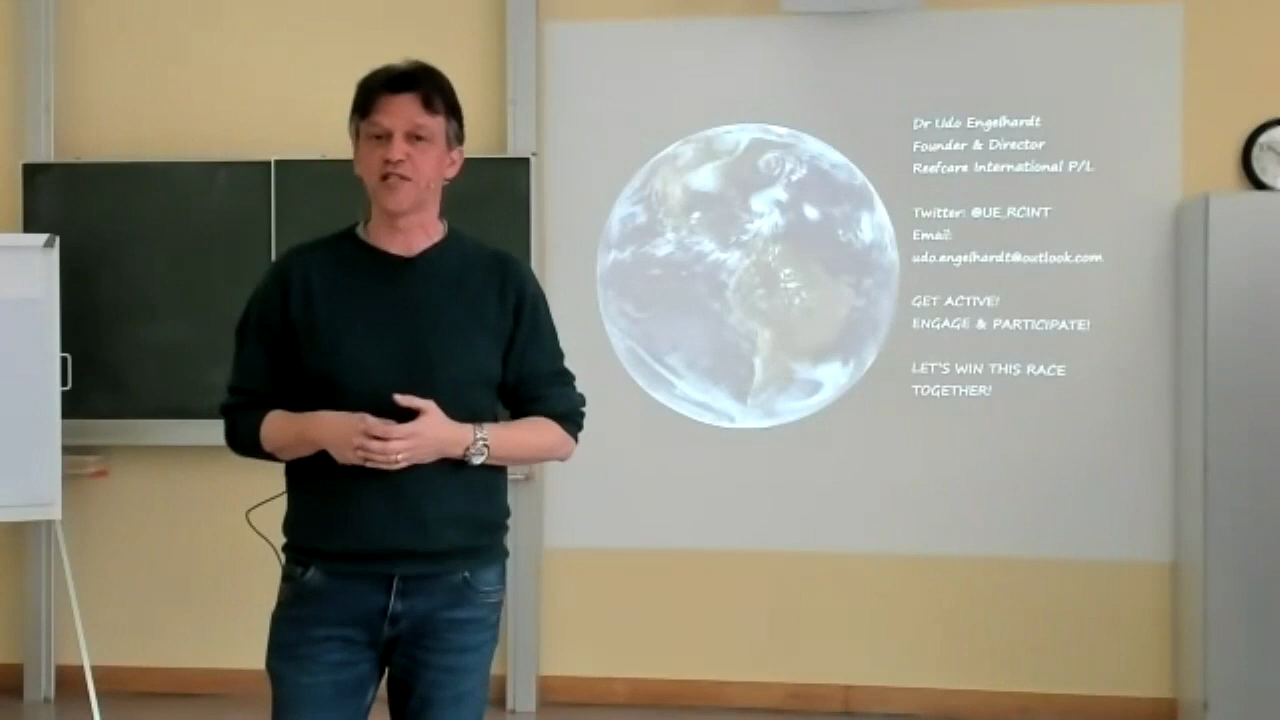 Dr Udo Engelhardt
Founder & Director
Reefcare International P/L
Twitter: @UE_RCINT
Email:
udo.engelhardt@outlook.com
GET ACTIVE!
ENGAGE & PARTICIPATE!
LET'S WIN THIS RACE
TOGETHER!